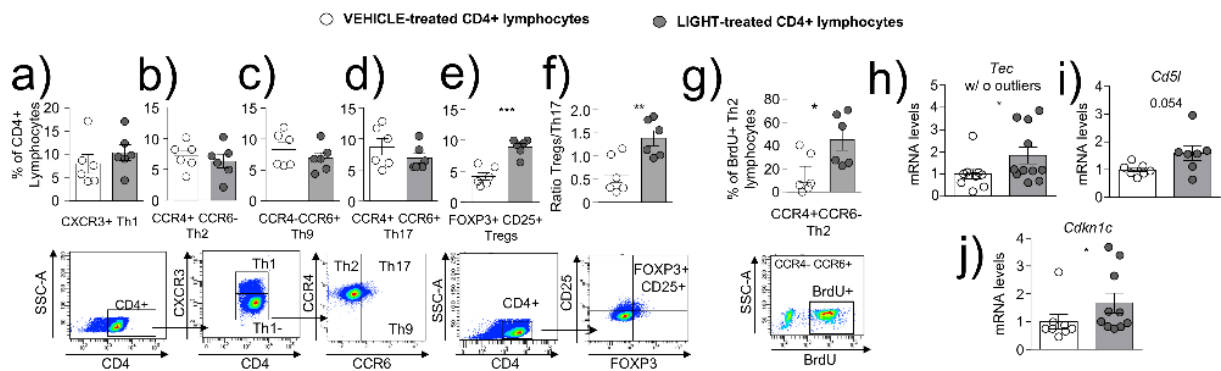 VEHICLE-treated CD4+ lymphocytes
LIGHT-treated CD4+ lymphocytes
a)
b)
c)
d)
e)
f)
g)
h)
i)
j)
% of CD4+
Lymphocytes
20
15
10
5
0
CXCR3+ Th1
20
15
10
5
0
CCR4+ CCR6-
Th2
15
10
5
0
CCR4-CCR6+
Th9
20
15
10
5
0
CCR4+ CCR6+
Th17
***
15
10
5
0
FOXP3+ CD25+
Tregs
Ratio Tregs/Th17
**
2.0
1.5
1.0
0.5
0.0
% of BrdU+ Th2
lymphocytes
*
80
60
40
20
0
CCR4+CCR6-
Th2
Tec
w/ o outliers
*
mRNA levels
5
4
3
2
1
0
Cd5l
0.054
mRNA levels
4
3
2
1
0
Cdkn1c
*
mRNA levels
4
3
2
1
0
SSC-A
CD4+
CD4
CXCR3
Th1
Th1-
CD4
CCR4
Th2
Th17
Th9
CCR6
SSC-A
CD4+
CD4
CD25
FOXP3+
CD25+
FOXP3
SSC-A
CCR4- CCR6+
BrdU+
BrdU